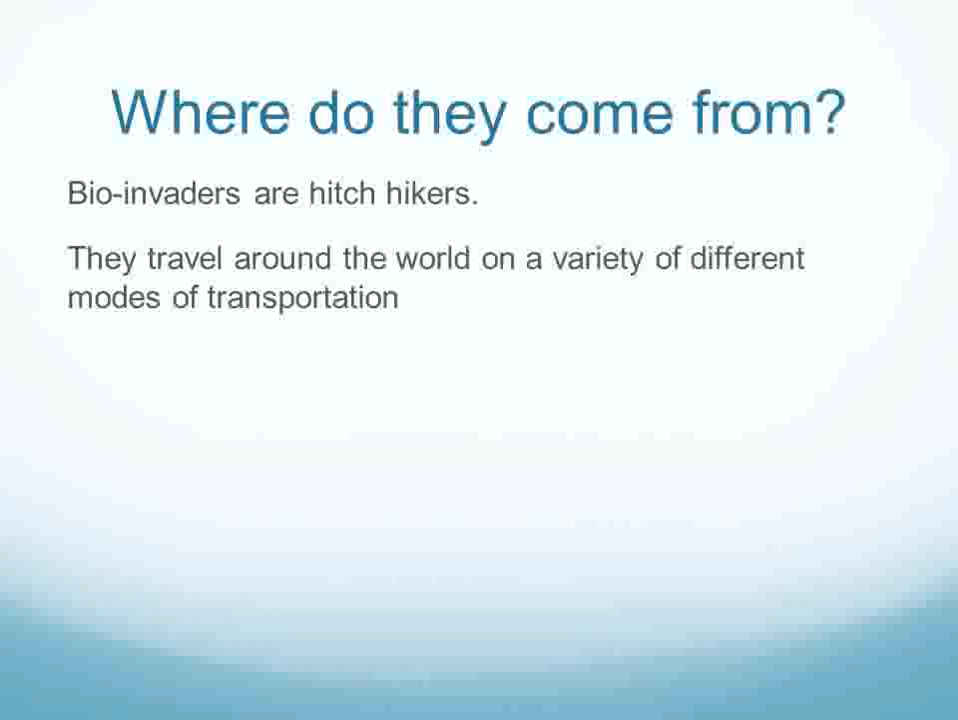 Where do they come from?
Bio-invaders are hitch hikers.
They travel around the world on a variety of different
modes of transportation